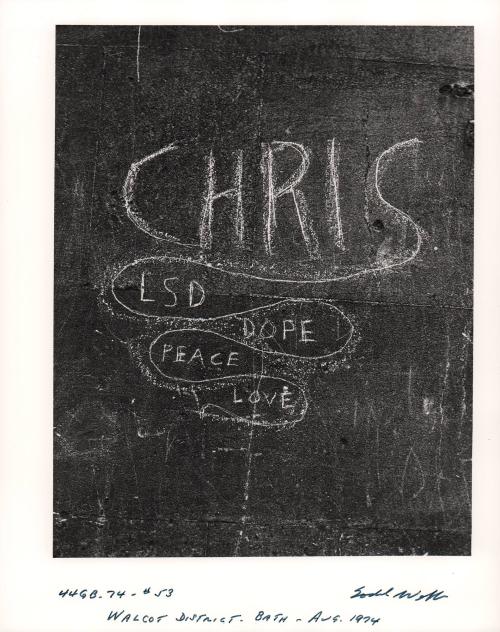 CHRIS
LSD
DOPE
PEACE
LOVE
44GB-74-#53
WALCOT DISTRICT - BATH - AUG. 1974